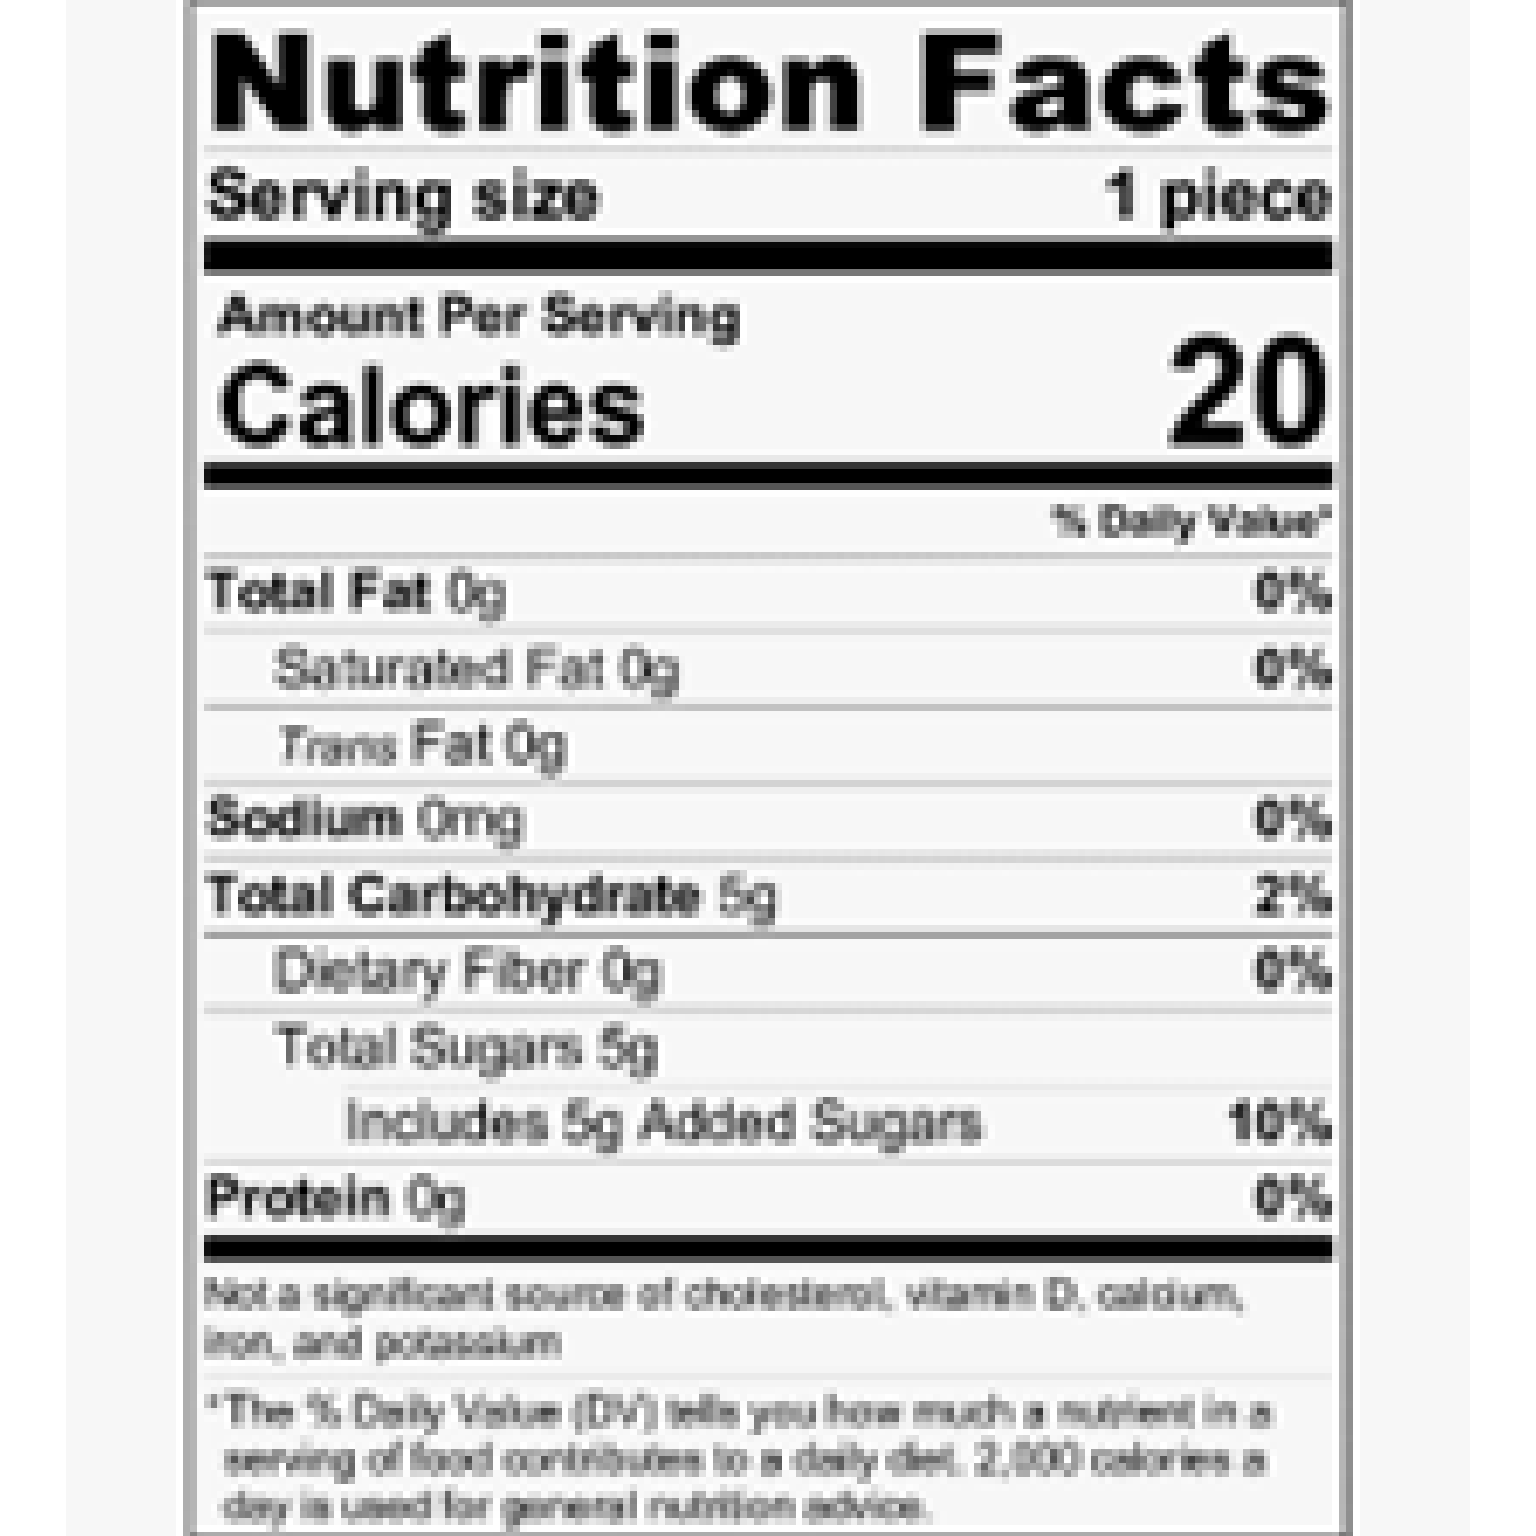 Nutrition Facts
Serving size 1 piece
Amount Per Serving
Calories 20
% Daily Value*
Total Fat 0g 0%
Saturated Fat 0g 0%
Trans Fat 0g
Sodium 0mg 0%
Total Carbohydrate 5g 2%
Dietary Fiber 0g 0%
Total Sugars 5g
Includes 5g Added Sugars 10%
Protein 0g 0%
Not a significant source of cholesterol, vitamin D, calcium,
iron, and potassium
*The % Daily Value (DV) tells you how much a nutrient in a
serving of food contributes to a daily diet. 2,000 calories a
day is used for general nutrition advice.